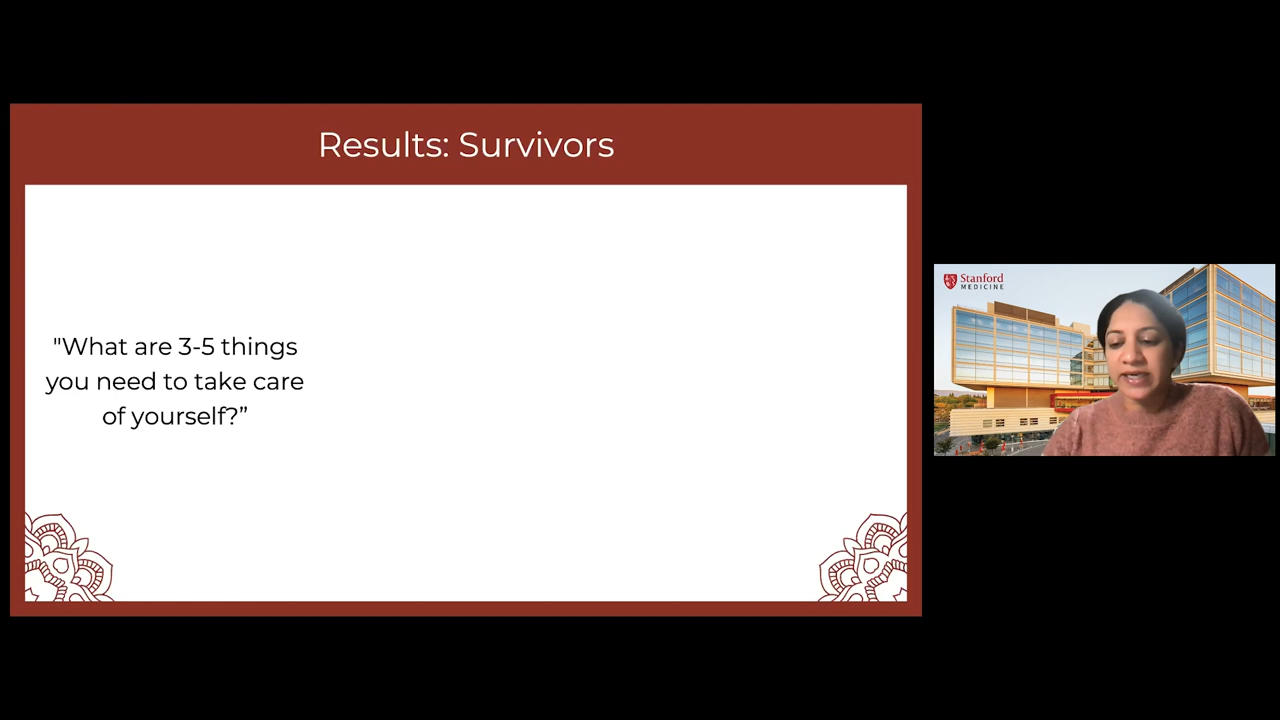 Results: Survivors
"What are 3-5 things
you need to take care
of yourself?”
Stanford
MEDICINE